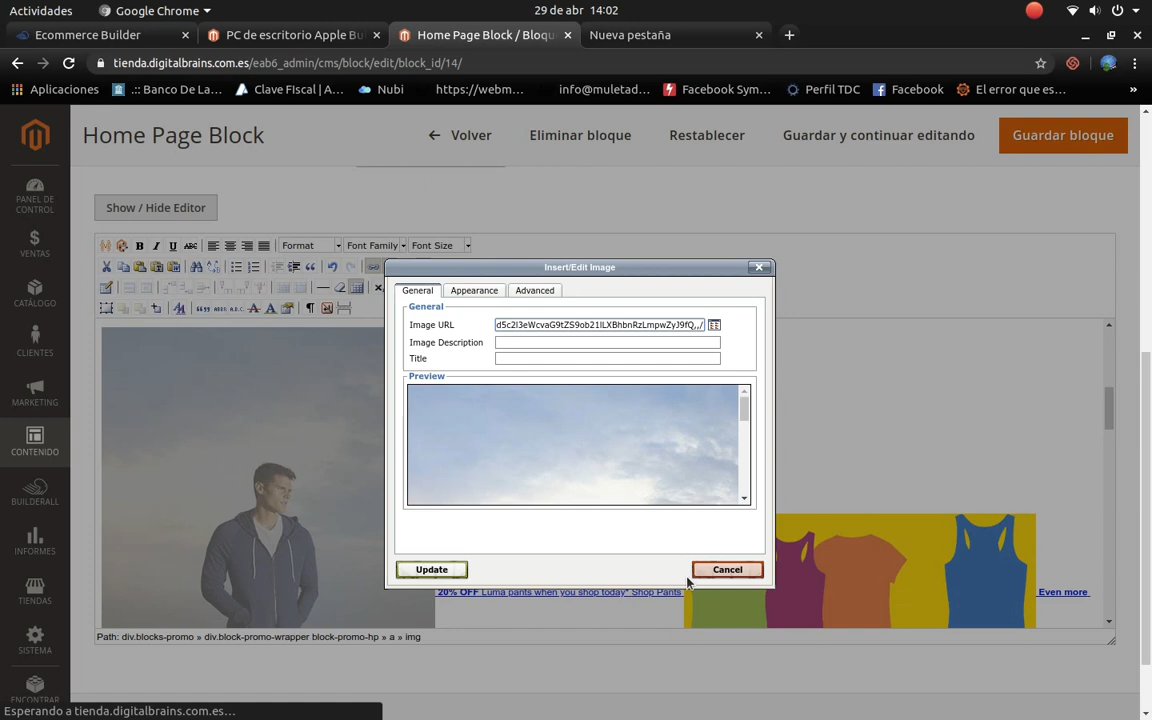 Actividades
Google Chrome
29 de abr 14:02
Ecommerce Builder
PC de escritorio Apple Bu
Home Page Block / Bloqu
Nueva pestaña
tienda.digitalbrains.com.es/eab6_admin/cms/block/edit/block_id/14/
Aplicaciones
.:: Banco De La...
Clave FIscal | A...
Nubi
https://webm...
info@muletad...
Facebook Sym...
Perfil TDC
Facebook
El error que es...
Home Page Block
Volver
Eliminar bloque
Restablecer
Guardar y continuar editando
Guardar bloque
PANEL DE CONTROL
VENTAS
CATÁLOGO
CLIENTES
MARKETING
CONTENIDO
BUILDERALL
INFORMES
TIENDAS
SISTEMA
ENCONTRAR
Show / Hide Editor
Format
Font Family
Font Size
Insert/Edit Image
General
Appearance
Advanced
General
Image URL
d5c2l3eWcvaG9tZS9ob21lLXBhbnRzLmpwZyJ9fQ,,/
Image Description
Title
Preview
Update
Cancel
20% OFF Luma pants when you shop today* Shop Pants
Even more
Path: div.blocks-promo » div.block-promo-wrapper block-promo-hp » a » img
Esperando a tienda.digitalbrains.com.es…